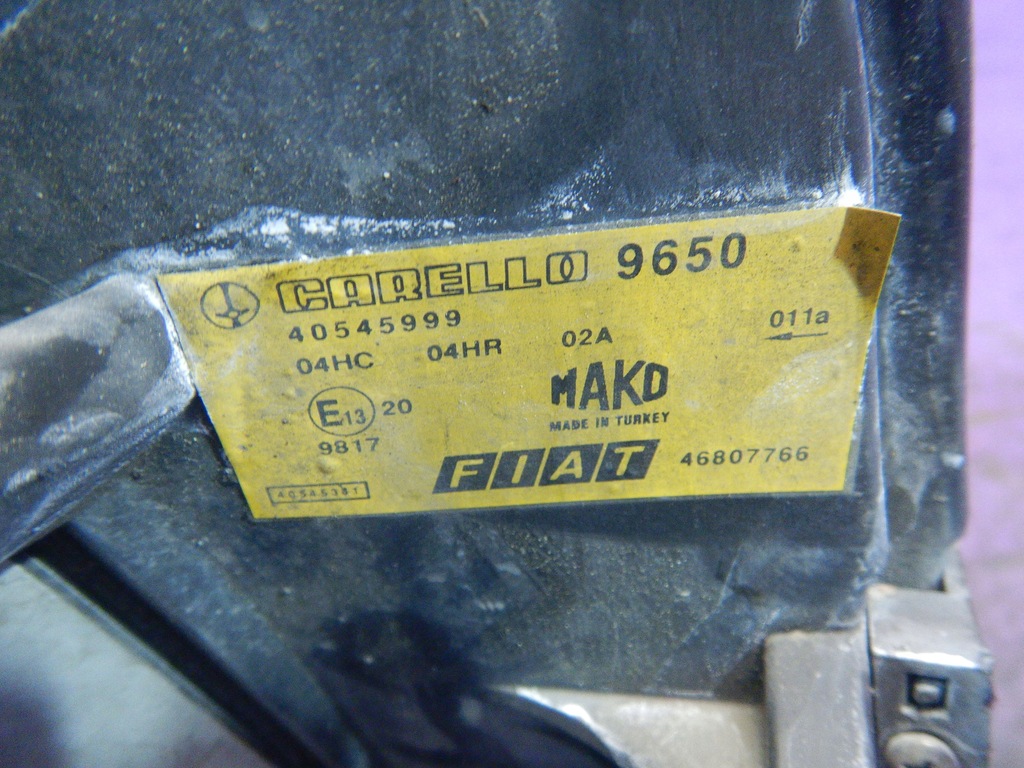 CARELLO 9650
40545999
04HC 04HR 02A 011a
E13 20
9817
MAKO
MADE IN TURKEY
FIAT 46807766